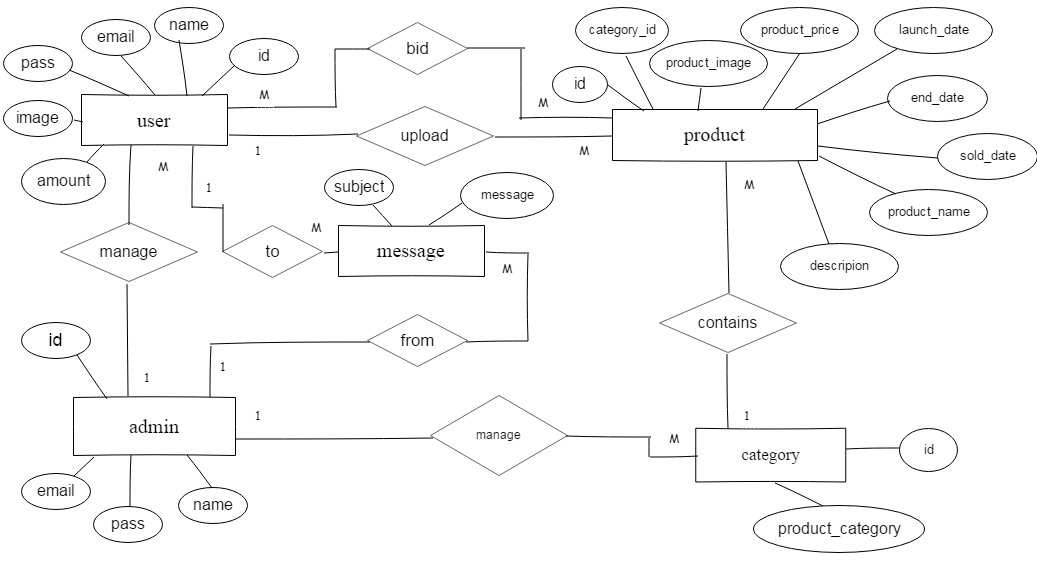 name
email
pass
id
image
user
amount
M
1
M
bid
upload
M
M
category_id
product_price
launch_date
product_image
id
end_date
product
sold_date
product_name
descripion
M
1
subject
message
M
to
message
M
manage
from
contains
id
1
1
admin
1
manage
M
1
category
id
product_category
email
pass
name